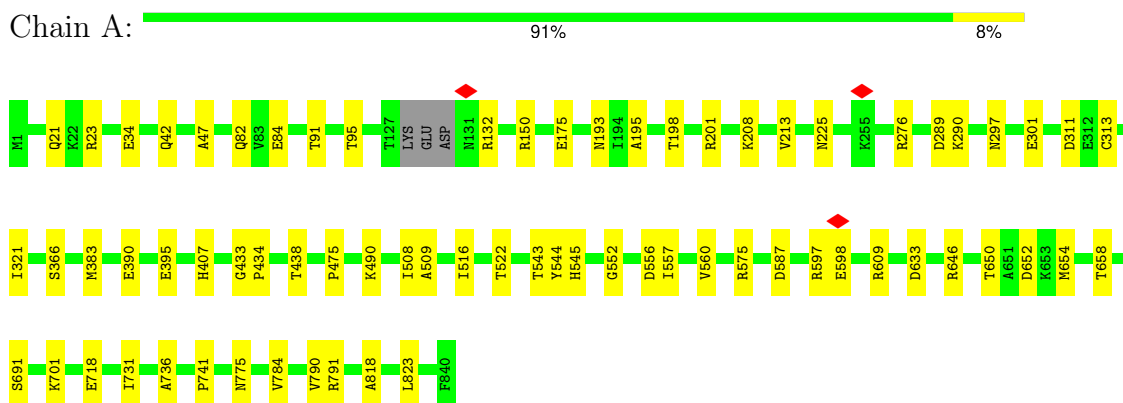 Chain A:
91% 8%
M1 Q21 K22 R23 E34 Q42 A47 Q82 V83 E84 T91 T95 T127 LYS GLU ASP N131 R132 R150 E175 N193 I194 A195 T198 R201 K208 V213 N225 K255 R276 D289 K290 N297 E301 D311 E312 C313
I321 S366 M383 E390 E395 H407 G433 P434 T438 P475 K490 I508 A509 I516 T522 T543 Y544 H545 G552 D556 I557 V560 R575 D587 R597 E598 R609 D633 R646 T650 A651 D652 K653 M654 T658
S691 K701 E718 I731 A736 P741 N775 V784 V790 R791 A818 L823 F840